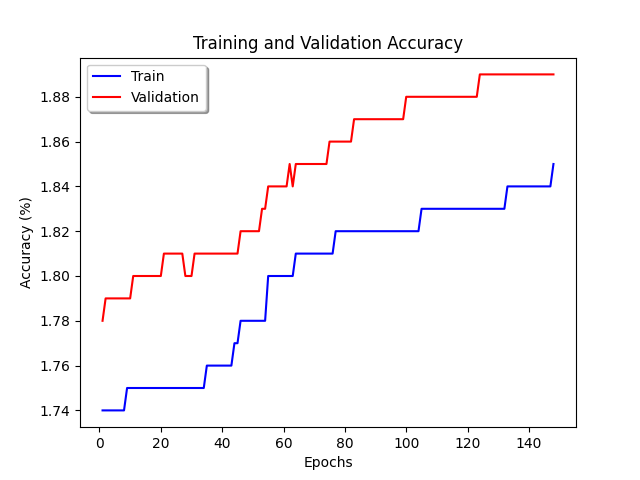 Training and Validation Accuracy
Train
Validation
Accuracy (%)
1.88
1.86
1.84
1.82
1.80
1.78
1.76
1.74
0 20 40 60 80 100 120 140
Epochs